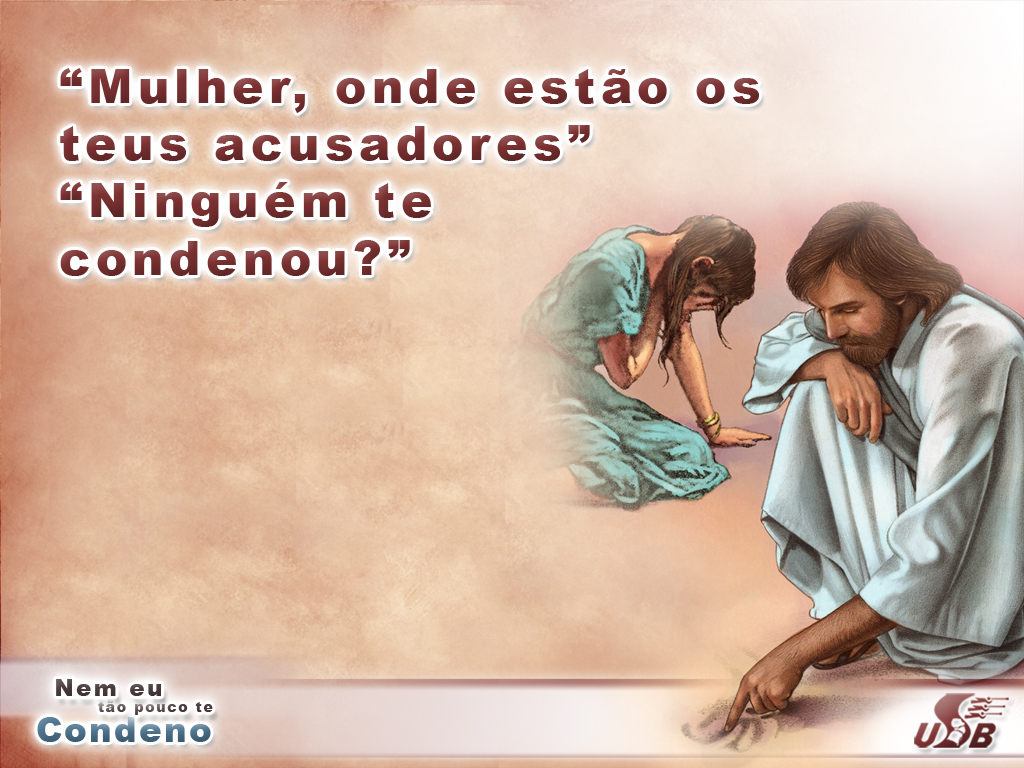 “Mulher, onde estão os
teus acusadores”
“Ninguém te
condenou?”
Nem eu
tão pouco te
Condeno